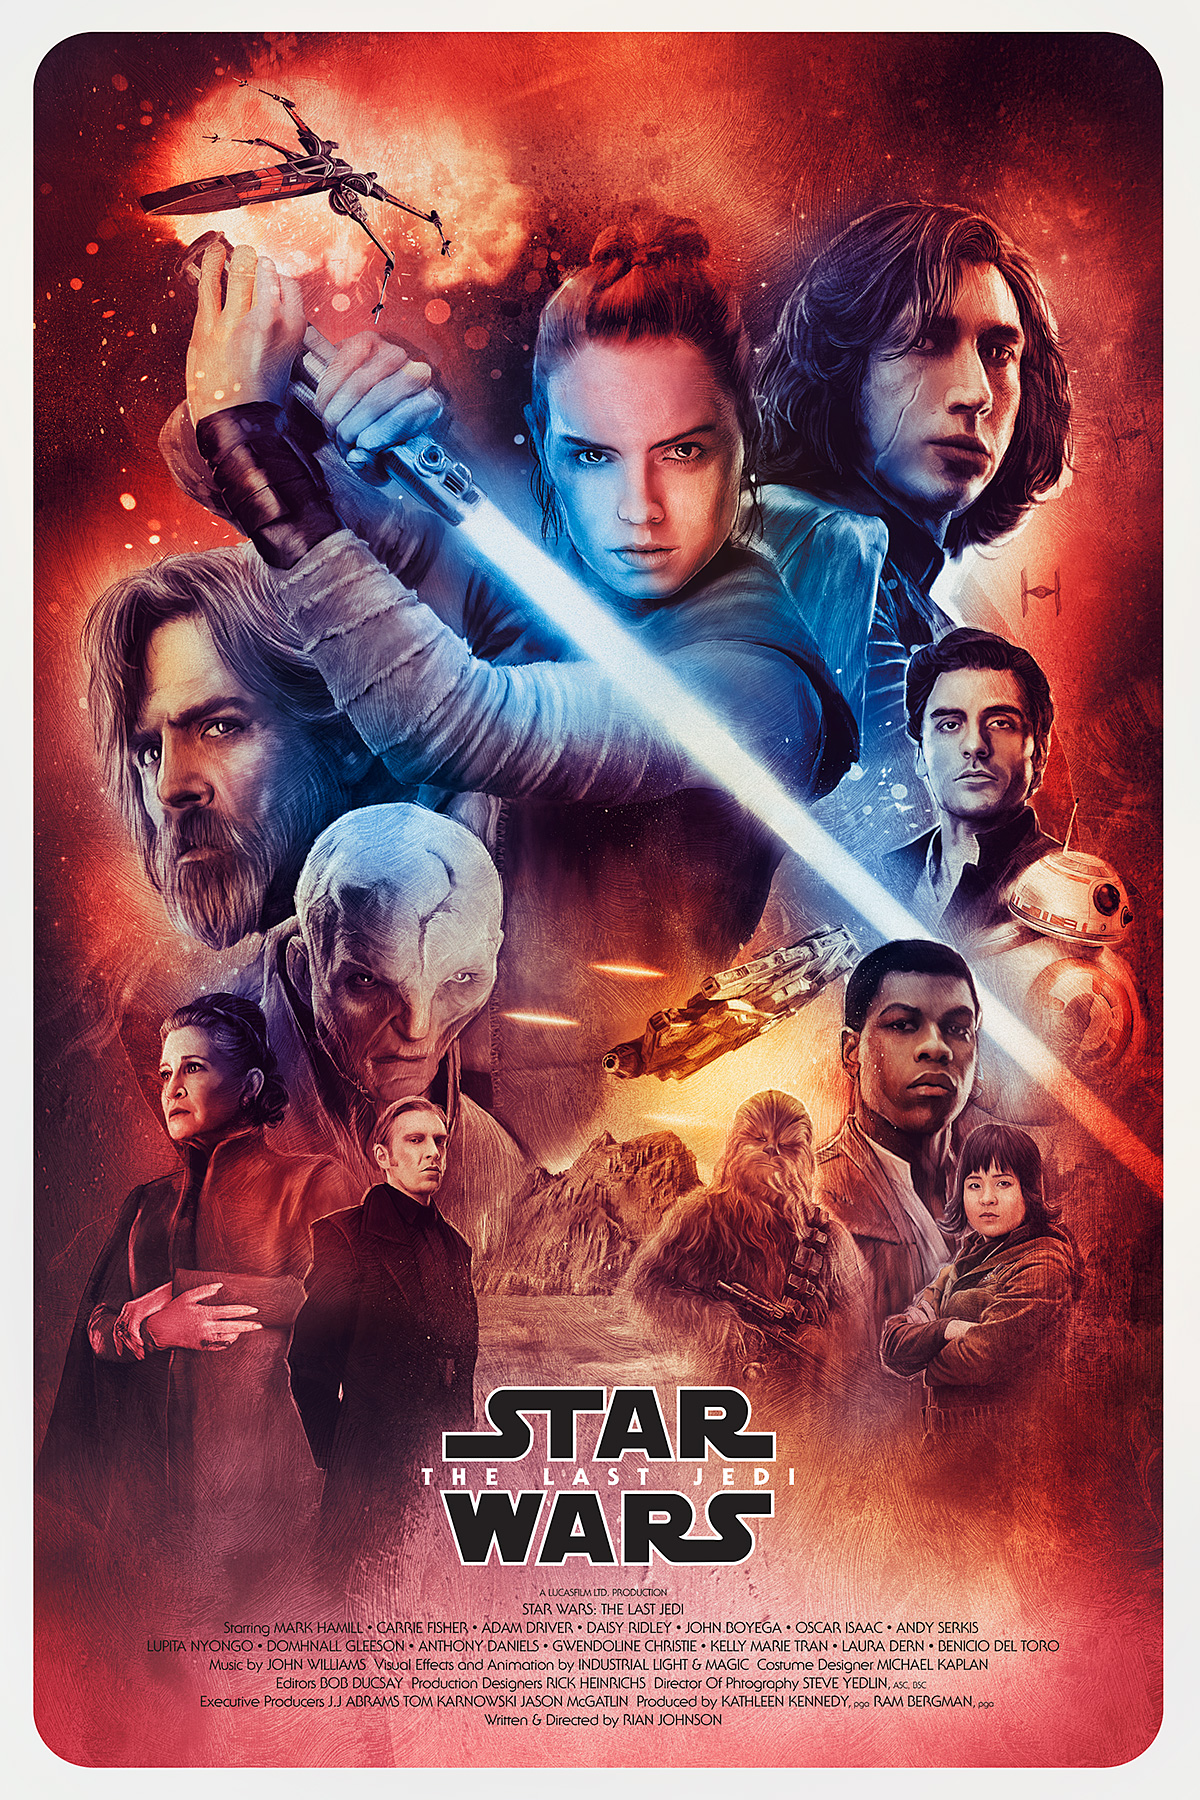 STAR
THE LAST JEDI
WARS
A LUCASFILM LTD. PRODUCTION
STAR WARS: THE LAST JEDI
Starring MARK HAMILL • CARRIE FISHER • ADAM DRIVER • DAISY RIDLEY • JOHN BOYEGA • OSCAR ISAAC • ANDY SERKIS
LUPITA NYONGO • DOMHNALL GLEESON • ANTHONY DANIELS • GWENDOLINE CHRISTIE • KELLY MARIE TRAN • LAURA DERN • BENICIO DEL TORO
Music by JOHN WILLIAMS Visual Effects and Animation by INDUSTRIAL LIGHT & MAGIC Costume Designer MICHAEL KAPLAN
Editors BOB DUCSAY Production Designers RICK HEINRICHS Director Of Phtography STEVE YEDLIN, ASC, BSC
Executive Producers J.J ABRAMS TOM KARNOWSKI JASON McGATLIN Produced by KATHLEEN KENNEDY, pga RAM BERGMAN, pga
Written & Directed by RIAN JOHNSON